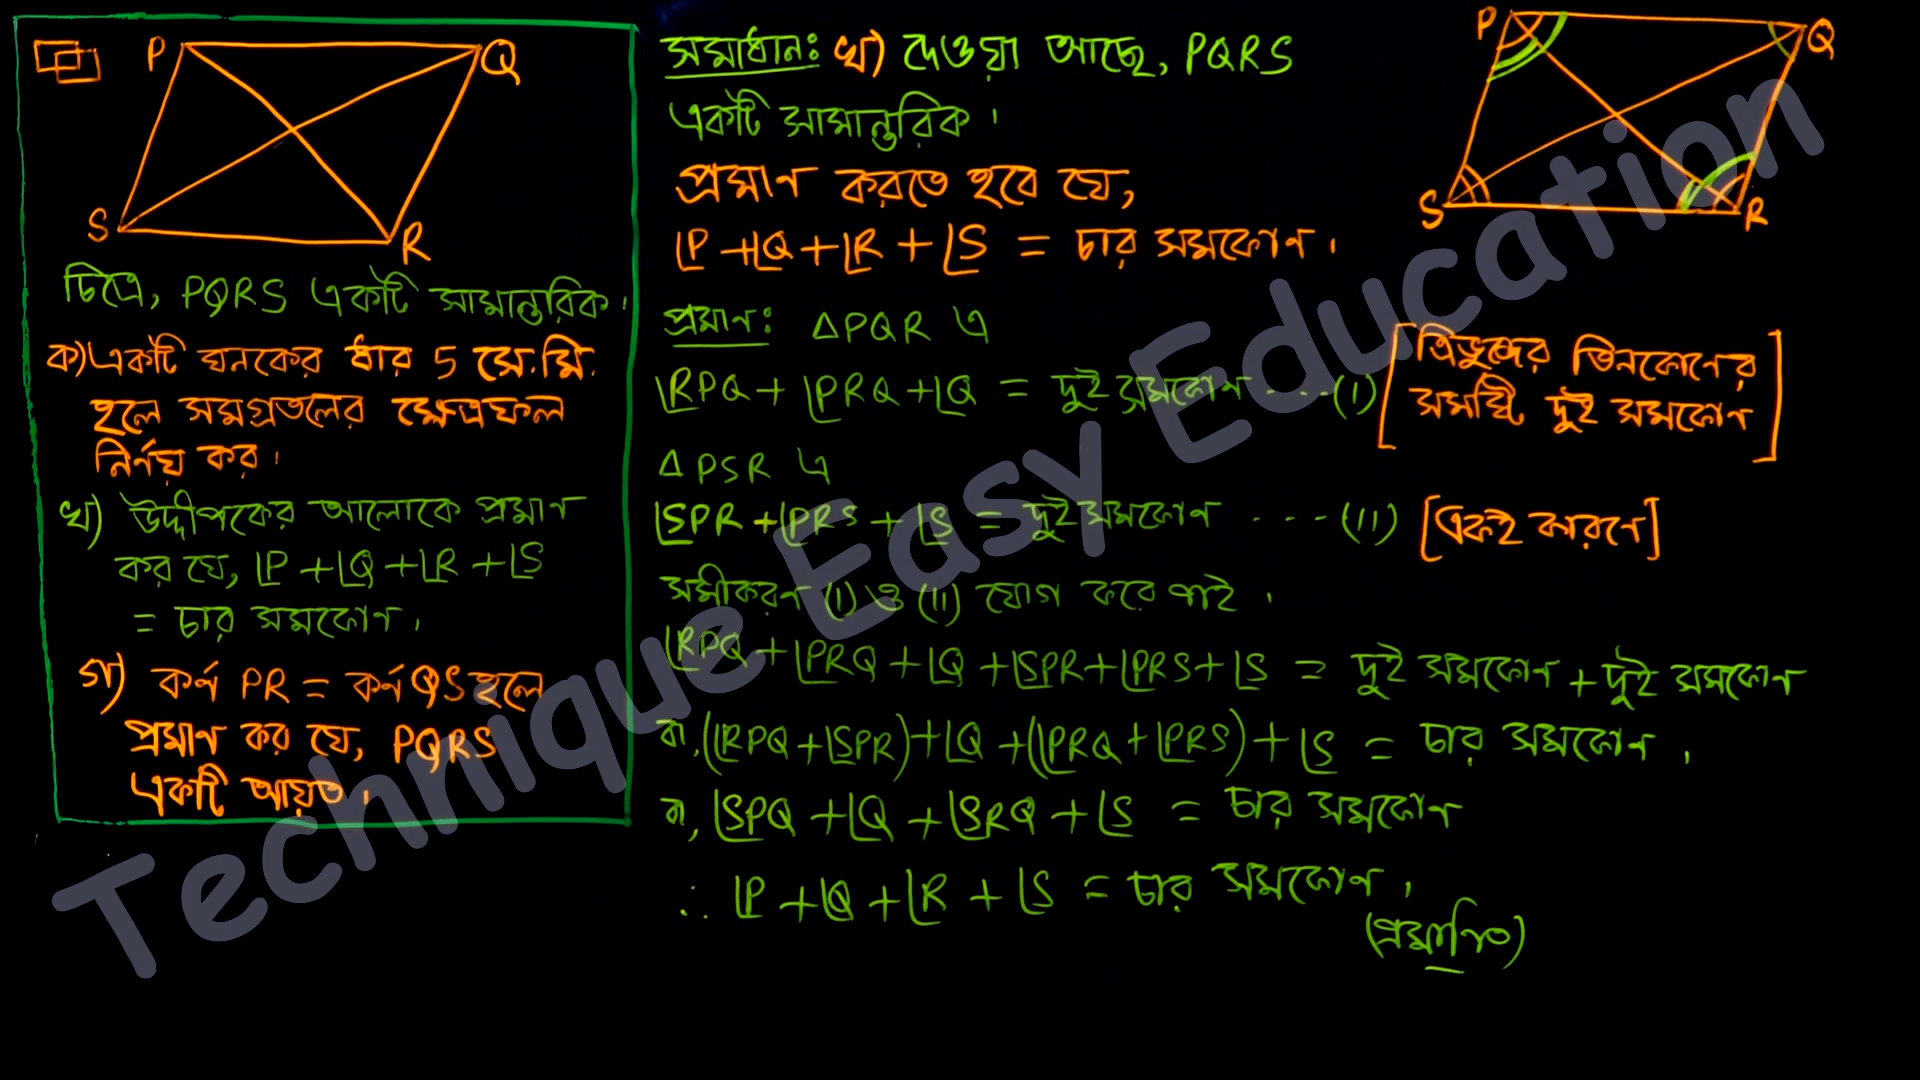 P
Q
S
R
চিত্রে, PQRS একটি সামান্তরিক।
ক) একটি ঘনকের ধার 5 সে.মি.
হলে সমগ্রতলের ক্ষেত্রফল
নির্ণয় কর।
খ) উদ্দীপকের আলোকে প্রমাণ
কর যে, ∠P + ∠Q + ∠R + ∠S
= চার সমকোণ।
গ) কর্ণ PR = কর্ণ QS হলে
প্রমাণ কর যে, PQRS
একটি আয়ত।
সমাধান: খ) দেওয়া আছে, PQRS
একটি সামান্তরিক।
প্রমাণ করতে হবে যে,
∠P + ∠Q + ∠R + ∠S = চার সমকোণ।
P
Q
S
R
প্রমাণ: ΔPQR এ
∠RPQ + ∠PRQ + ∠Q = দুই সমকোণ ---- (i) [ত্রিভুজের তিনকোণের
সমষ্টি দুই সমকোণ]
ΔPSR এ
∠SPR + ∠PRS + ∠S = দুই সমকোণ ---- (ii) [একই কারণে]
সমীকরণ (i) ও (ii) যোগ করে পাই।
∠RPQ + ∠PRQ + ∠Q + ∠SPR + ∠PRS + ∠S = দুই সমকোণ + দুই সমকোণ
বা, (∠RPQ + ∠SPR) + ∠Q + (∠PRQ + ∠PRS) + ∠S = চার সমকোণ।
বা, ∠SPQ + ∠Q + ∠SRQ + ∠S = চার সমকোণ
∴ ∠P + ∠Q + ∠R + ∠S = চার সমকোণ।
(প্রমাণিত)
Technique Easy Education